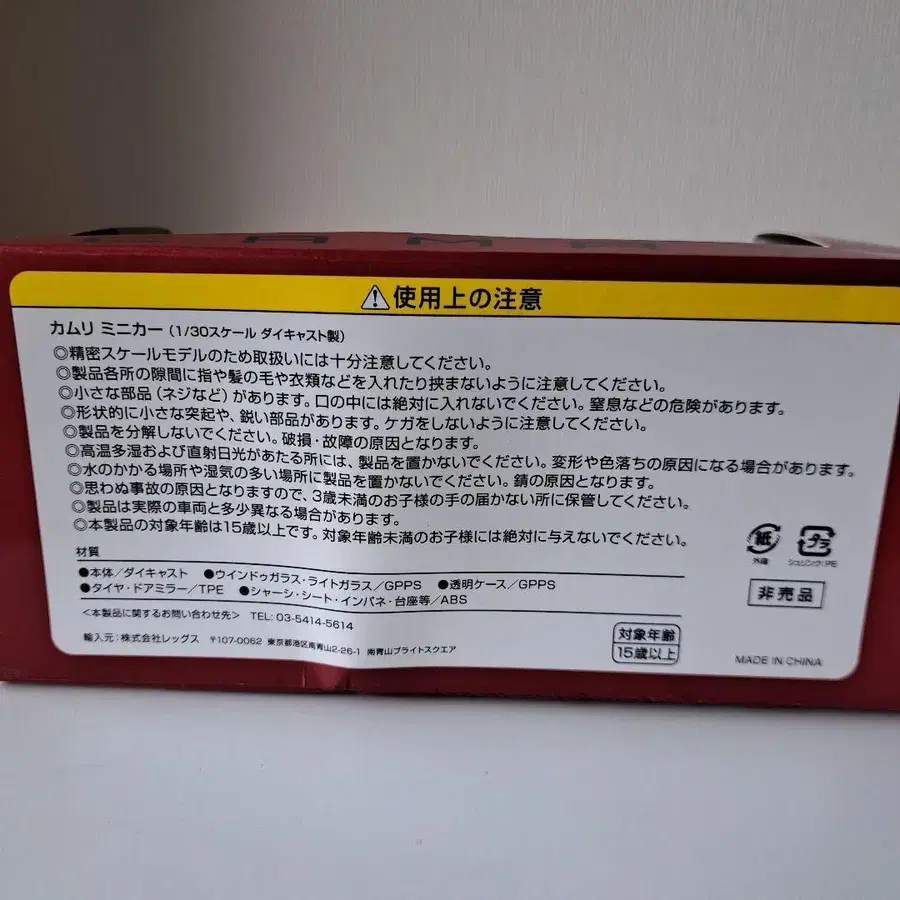 CAMRY
⚠使用上の注意
カムリ ミニカー（1/30スケール ダイキャスト製）
◎精密スケールモデルのため取扱いには十分注意してください。
◎製品各所の隙間に指や髪の毛や衣類などを入れたり挟まないように注意してください。
◎小さな部品（ネジなど）があります。口の中には絶対に入れないでください。窒息などの危険があります。
◎形状的に小さな突起や、鋭い部品があります。ケガをしないように注意してください。
◎製品を分解しないでください。破損・故障の原因となります。
◎高温多湿および直射日光があたる所には、製品を置かないでください。変形や色落ちの原因になる場合があります。
◎水のかかる場所や湿気の多い場所に製品を置かないでください。錆の原因となります。
◎思わぬ事故の原因となりますので、3歳未満のお子様の手の届かない所に保管してください。
◎製品は実際の車両と多少異なる場合があります。
◎本製品の対象年齢は15歳以上です。対象年齢未満のお子様には絶対に与えないでください。
材質
●本体/ダイキャスト ●ウインドゥガラス・ライトガラス/GPPS ●透明ケース/GPPS
●タイヤ・ドアミラー/TPE ●シャーシ・シート・インパネ・台座等/ABS
<本製品に関するお問い合わせ先> TEL: 03-5414-5614
輸入元：株式会社レッグス 〒107-0062 東京都港区南青山2-26-1 南青山ブライトスクエア
対象年齢
15歳以上
紙
外箱
プラ
シュリンク:PE
非売品
MADE IN CHINA